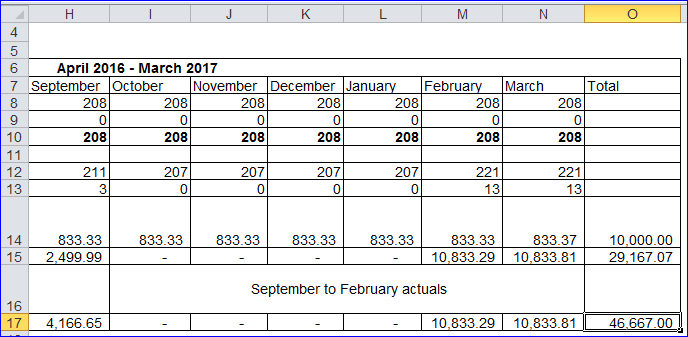 H I J K L M N O
4
5
6 April 2016 - March 2017
7 September October November December January February March Total
8 208 208 208 208 208 208 208
9 0 0 0 0 0 0 0
10 208 208 208 208 208 208 208
11
12 211 207 207 207 207 221 221
13 3 0 0 0 0 13 13
14 833.33 833.33 833.33 833.33 833.33 833.33 833.37 10,000.00
15 2,499.99 - - - - 10,833.29 10,833.81 29,167.07
16 September to February actuals
17 4,166.65 - - - - 10,833.29 10,833.81 46,667.00